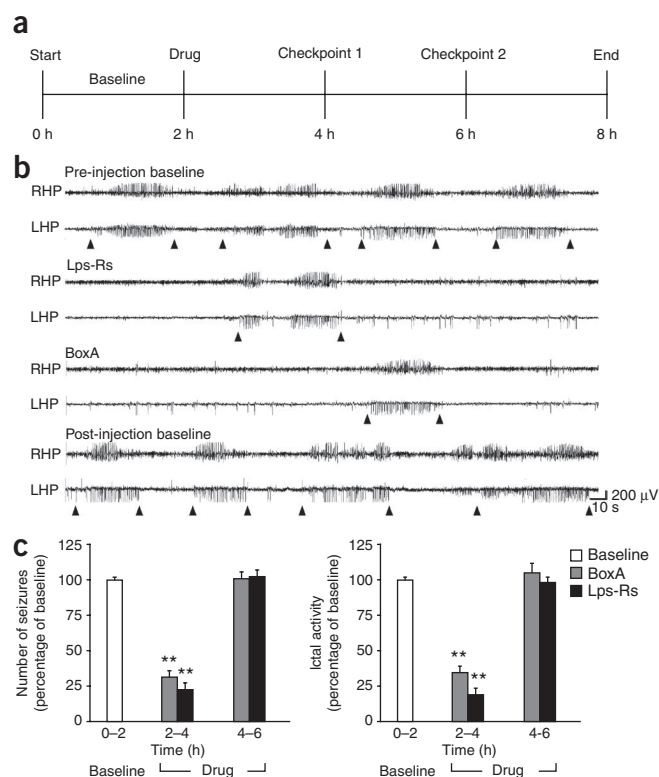 a
Start Drug Checkpoint 1 Checkpoint 2 End
Baseline
0 h 2 h 4 h 6 h 8 h
b
Pre-injection baseline
RHP
LHP
Lps-Rs
RHP
LHP
BoxA
RHP
LHP
Post-injection baseline
RHP
LHP
200 μV
10 s
c
Number of seizures
(percentage of baseline)
125
100
75
50
25
0
** **
0–2 2–4 4–6
Time (h)
Baseline Drug
Ictal activity
(percentage of baseline)
125
100
75
50
25
0
** **
0–2 2–4 4-6
Time (h)
Baseline Drug
Baseline
BoxA
Lps-Rs